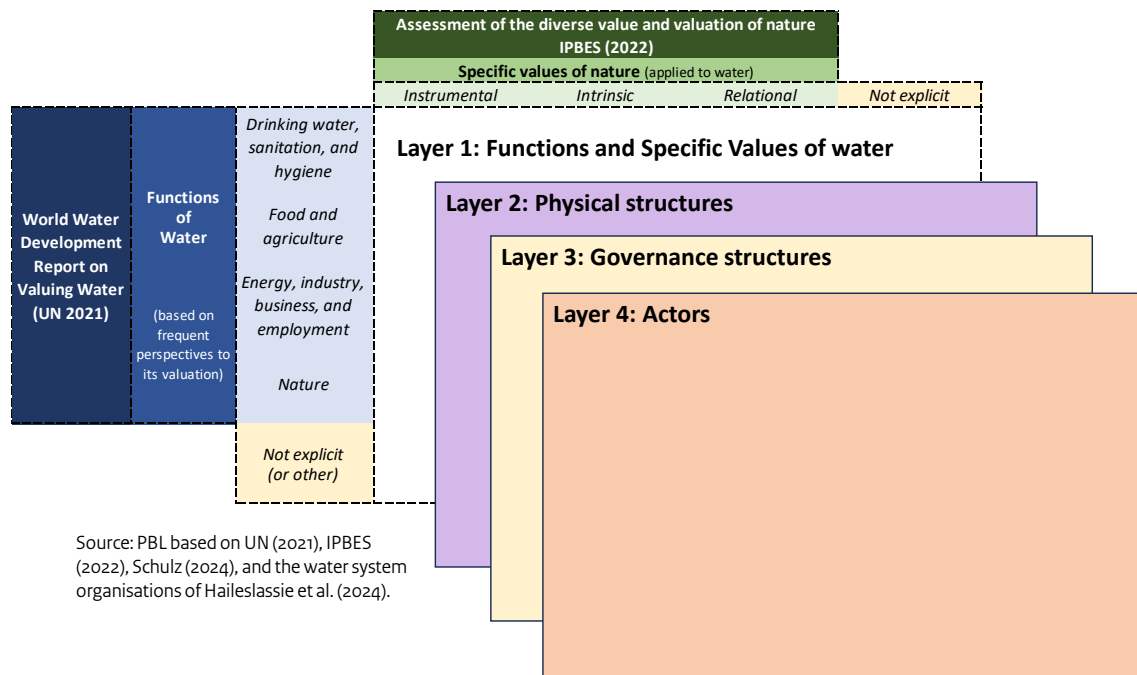 Assessment of the diverse value and valuation of nature
IPBES (2022)
Specific values of nature (applied to water)
Instrumental
Intrinsic
Relational
Not explicit
World Water
Development
Report on
Valuing Water
(UN 2021)
Functions
of
Water
(based on
frequent
perspectives to
its valuation)
Drinking water,
sanitation, and
hygiene
Food and
agriculture
Energy, industry,
business, and
employment
Nature
Not explicit
(or other)
Layer 1: Functions and Specific Values of water
Layer 2: Physical structures
Layer 3: Governance structures
Layer 4: Actors
Source: PBL based on UN (2021), IPBES
(2022), Schulz (2024), and the water system
organisations of Haileslassie et al. (2024).